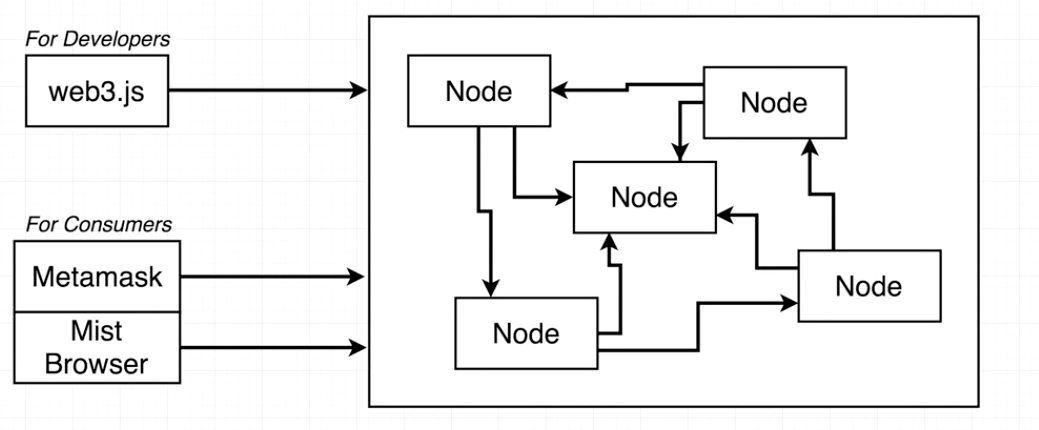 For Developers
web3.js
For Consumers
Metamask
Mist
Browser
Node
Node
Node
Node
Node